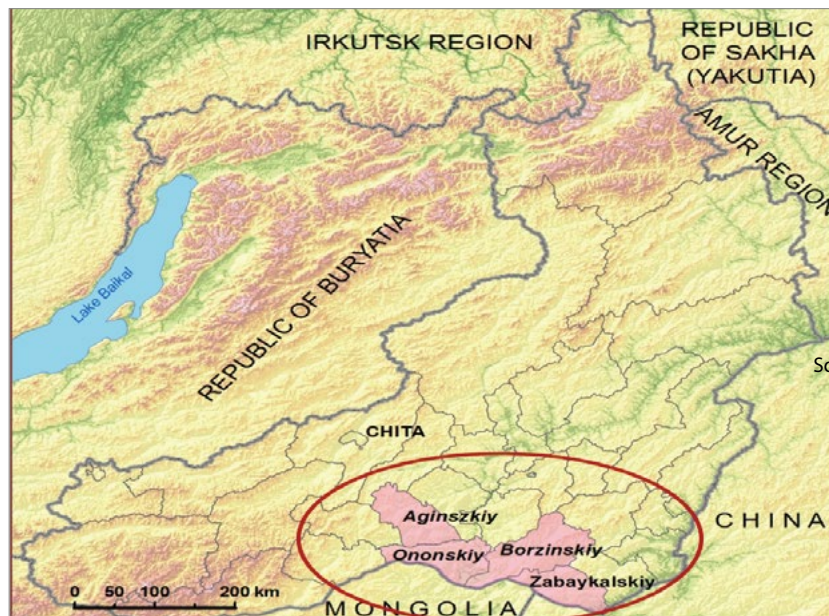 IRKUTSK REGION
REPUBLIC
OF SAKHA
(YAKUTIA)
AMUR REGION
Lake Baikal
REPUBLIC OF BURYATIA
So
CHITA
Aginszkiy
CHINA
Ononskiy
Borzinskiy
Zabaykalskiy
0 50 100 200 km
MONGOLIA